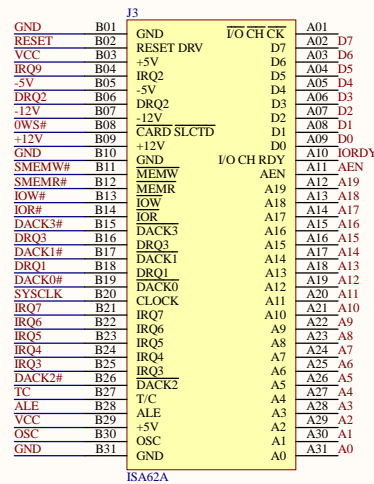 J3
GND B01 GND I/O CH CK A01
RESET B02 RESET DRV D7 A02 D7
VCC B03 +5V D6 A03 D6
IRQ9 B04 IRQ2 D5 A04 D5
-5V B05 -5V D4 A05 D4
DRQ2 B06 DRQ2 D3 A06 D3
-12V B07 -12V D2 A07 D2
0WS# B08 CARD SLCTD D1 A08 D1
+12V B09 +12V D0 A09 D0
GND B10 GND I/O CH RDY A10 IORDY
SMEMW# B11 MEMW AEN A11 AEN
SMEMR# B12 MEMR A19 A12 A19
IOW# B13 IOW A18 A13 A18
IOR# B14 IOR A17 A14 A17
DACK3# B15 DACK3 A16 A15 A16
DRQ3 B16 DRQ3 A15 A16 A15
DACK1# B17 DACK1 A14 A17 A14
DRQ1 B18 DRQ1 A13 A18 A13
DACK0# B19 DACK0 A12 A19 A12
SYSCLK B20 CLOCK A11 A20 A11
IRQ7 B21 IRQ7 A10 A21 A10
IRQ6 B22 IRQ6 A9 A22 A9
IRQ5 B23 IRQ5 A8 A23 A8
IRQ4 B24 IRQ4 A7 A24 A7
IRQ3 B25 IRQ3 A6 A25 A6
DACK2# B26 DACK2 A5 A26 A5
TC B27 T/C A4 A27 A4
ALE B28 ALE A3 A28 A3
VCC B29 +5V A2 A29 A2
OSC B30 OSC A1 A30 A1
GND B31 GND A0 A31 A0
ISA62A